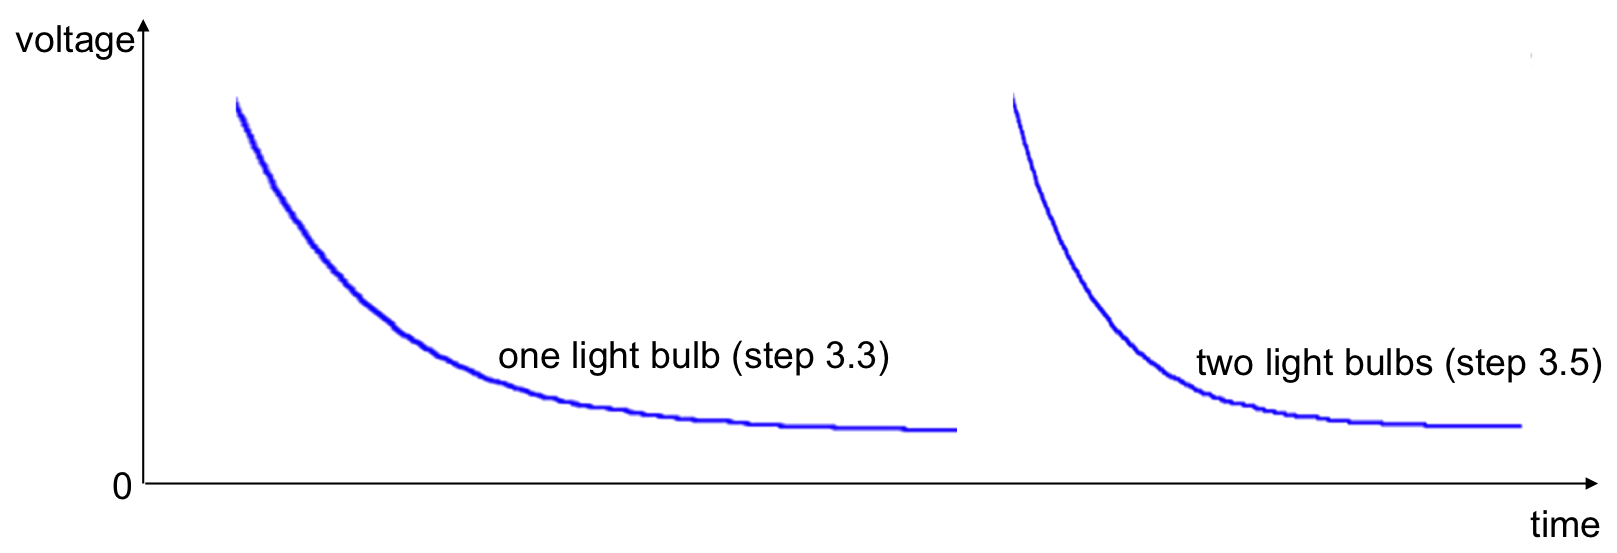 voltage
one light bulb (step 3.3)
two light bulbs (step 3.5)
0
time